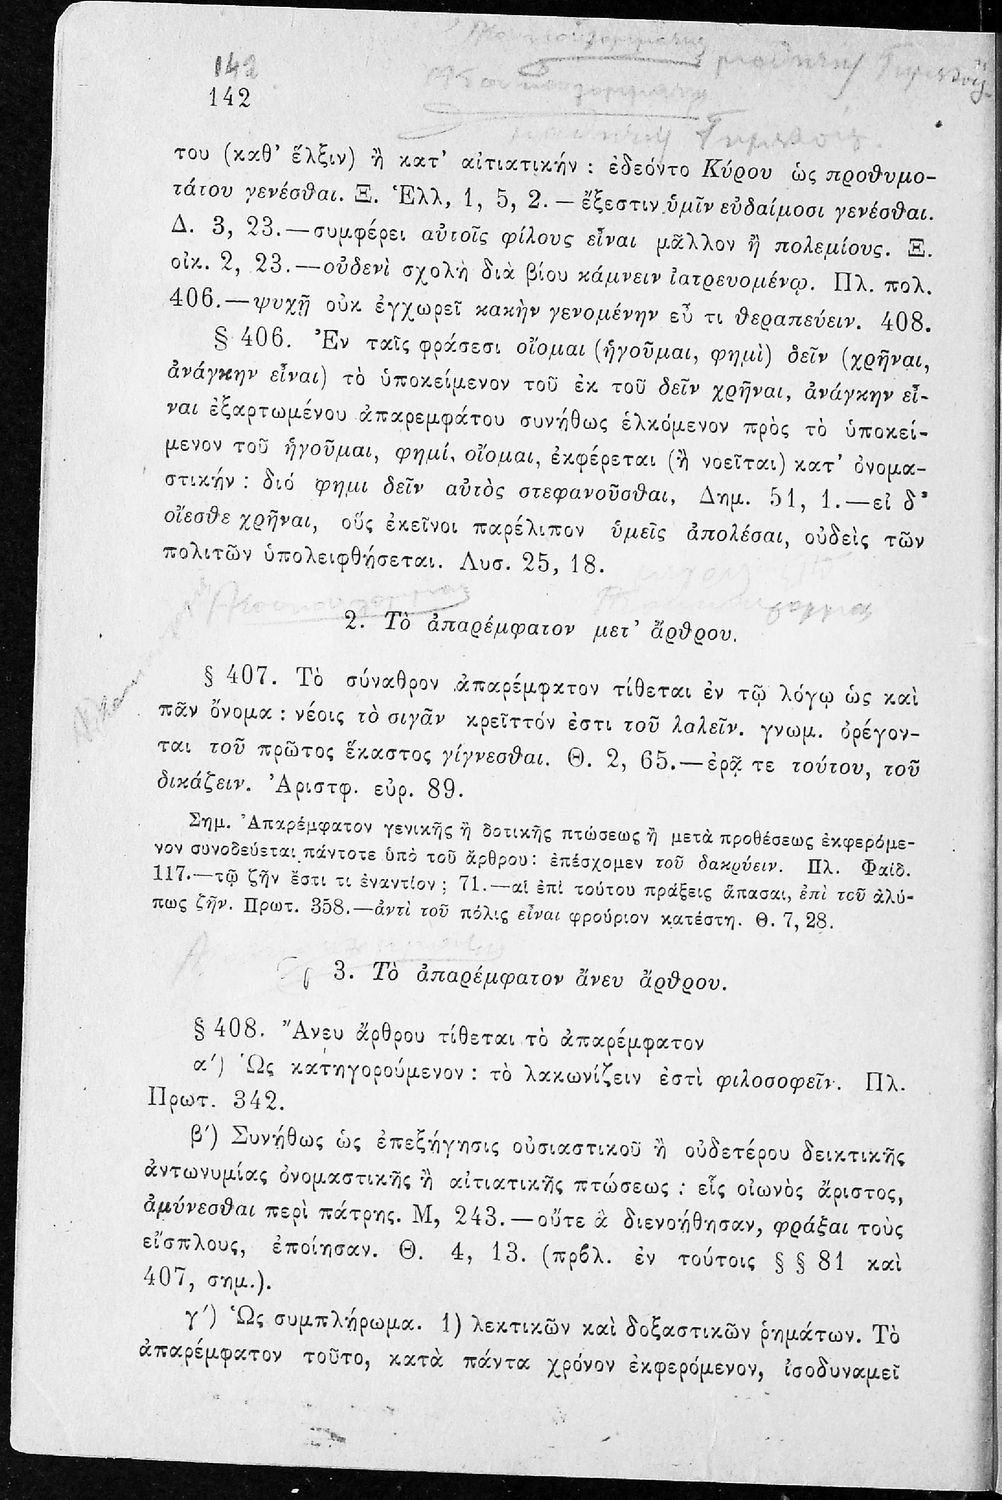 142
142
του (καθ’ ἕλξιν) ἢ κατ’ αἰτιατικήν : ἐδεόντο Κύρου ὡς προθυμο-
τάτου γενέσθαι. Ξ. Ἑλλ, 1, 5, 2. — ἔξεστιν ὑμῖν εὐδαίμοσι γενέσθαι.
Δ. 3, 23.—συμφέρει αὐτοῖς φίλους εἶναι μᾶλλον ἢ πολεμίους. Ξ.
οἰκ. 2, 23.—οὐδενὶ σχολὴ διὰ βίου κάμνειν ἰατρευομένῳ. Πλ. πολ.
406.—ψυχῇ οὐκ ἐγχωρεῖ κακὴν γενομένην εὖ τι θεραπεύειν. 408.
§ 406. Ἐν ταῖς φράσεσι οἴομαι (ἡγοῦμαι, φημὶ) δεῖν (χρῆναι,
ἀνάγκην εἶναι) τὸ ὑποκείμενον τοῦ ἐκ τοῦ δεῖν χρῆναι, ἀνάγκην εἶ-
ναι ἐξαρτωμένου ἀπαρεμφάτου συνήθως ἑλκόμενον πρὸς τὸ ὑποκεί-
μενον τοῦ ἡγοῦμαι, φημί, οἴομαι, ἐκφέρεται (ἢ νοεῖται) κατ’ ὀνομα-
στικήν : διό φημι δεῖν αὐτὸς στεφανοῦσθαι, Δημ. 51, 1.—εἰ δ’
οἴεσθε χρῆναι, οὓς ἐκεῖνοι παρέλιπον ὑμεῖς ἀπολέσαι, οὐδεὶς τῶν
πολιτῶν ὑπολειφθήσεται. Λυσ. 25, 18.
2. Τὸ ἀπαρέμφατον μετ’ ἄρθρου.
§ 407. Τὸ σύναθρον ἀπαρέμφατον τίθεται ἐν τῷ λόγῳ ὡς καὶ
πᾶν ὄνομα : νέοις τὸ σιγᾶν κρεῖττόν ἐστι τοῦ λαλεῖν. γνωμ. ὀρέγον-
ται τοῦ πρῶτος ἕκαστος γίγνεσθαι. Θ. 2, 65.—ἐρᾷ τε τούτου, τοῦ
δικάζειν. Ἀριστφ. εὐρ. 89.
Σημ. Ἀπαρέμφατον γενικῆς ἢ δοτικῆς πτώσεως ἢ μετὰ προθέσεως ἐκφερόμε-
νον συνοδεύεται πάντοτε ὑπὸ τοῦ ἄρθρου : ἐπέσχομεν τοῦ δακρύειν. Πλ. Φαίδ.
117.—τῷ ζῆν ἔστι τι ἐναντίον ; 71.—αἱ ἐπὶ τούτου πράξεις ἅπασαι, ἐπὶ τοῦ ἀλύ-
πως ζῆν. Πρωτ. 358.—ἀντὶ τοῦ πόλις εἶναι φρούριον κατέστη. Θ. 7, 28.
3. Τὸ ἀπαρέμφατον ἄνευ ἄρθρου.
§ 408. Ἄνευ ἄρθρου τίθεται τὸ ἀπαρέμφατον
α′) Ὡς κατηγορούμενον : τὸ λακωνίζειν ἐστὶ φιλοσοφεῖν. Πλ.
Πρωτ. 342.
β′) Συνήθως ὡς ἐπεξήγησις οὐσιαστικοῦ ἢ οὐδετέρου δεικτικῆς
ἀντωνυμίας ὀνομαστικῆς ἢ αἰτιατικῆς πτώσεως : εἷς οἰωνὸς ἄριστος,
ἀμύνεσθαι περὶ πάτρης. Μ, 243.—οὔτε ἃ διενοήθησαν, φράξαι τοὺς
εἴσπλους, ἐποίησαν. Θ. 4, 13. (πρβλ. ἐν τούτοις § § 81 καὶ
407, σημ.).
γ′) Ὡς συμπλήρωμα. 1) λεκτικῶν καὶ δοξαστικῶν ῥημάτων. Τὸ
ἀπαρέμφατον τοῦτο, κατὰ πάντα χρόνον ἐκφερόμενον, ἰσοδυναμεῖ